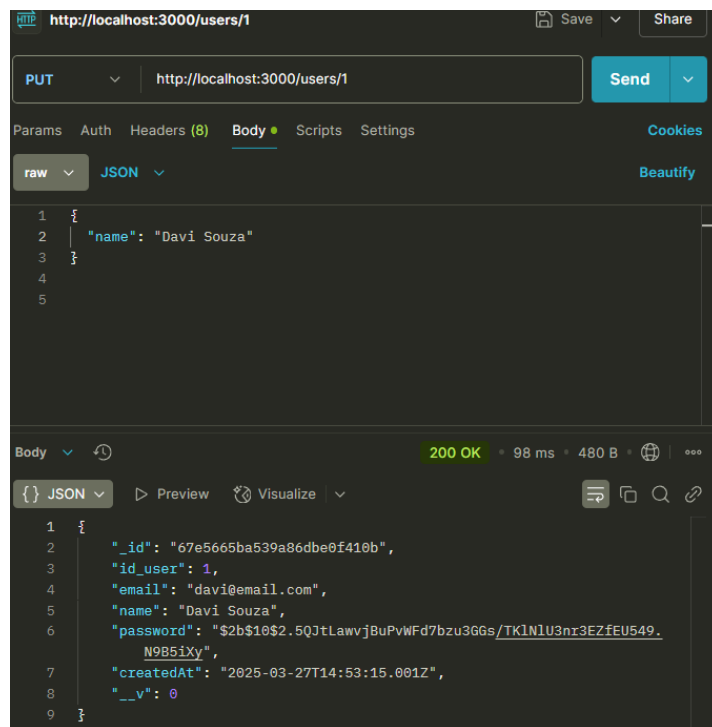 HTTP http://localhost:3000/users/1 Save Share
PUT http://localhost:3000/users/1 Send
Params Auth Headers (8) Body Scripts Settings Cookies
raw JSON Beautify
1 {
2 "name": "Davi Souza"
3 }
4
5
Body 200 OK • 98 ms • 480 B •
{} JSON Preview Visualize
1 {
2 "_id": "67e5665ba539a86dbe0f410b",
3 "id_user": 1,
4 "email": "davi@email.com",
5 "name": "Davi Souza",
6 "password": "$2b$10$2.5QJtLawvjBuPvWFd7bzu3GGs/TKlNlU3nr3EZfEU549.
N9B5iXy",
7 "createdAt": "2025-03-27T14:53:15.001Z",
8 "__v": 0
9 }